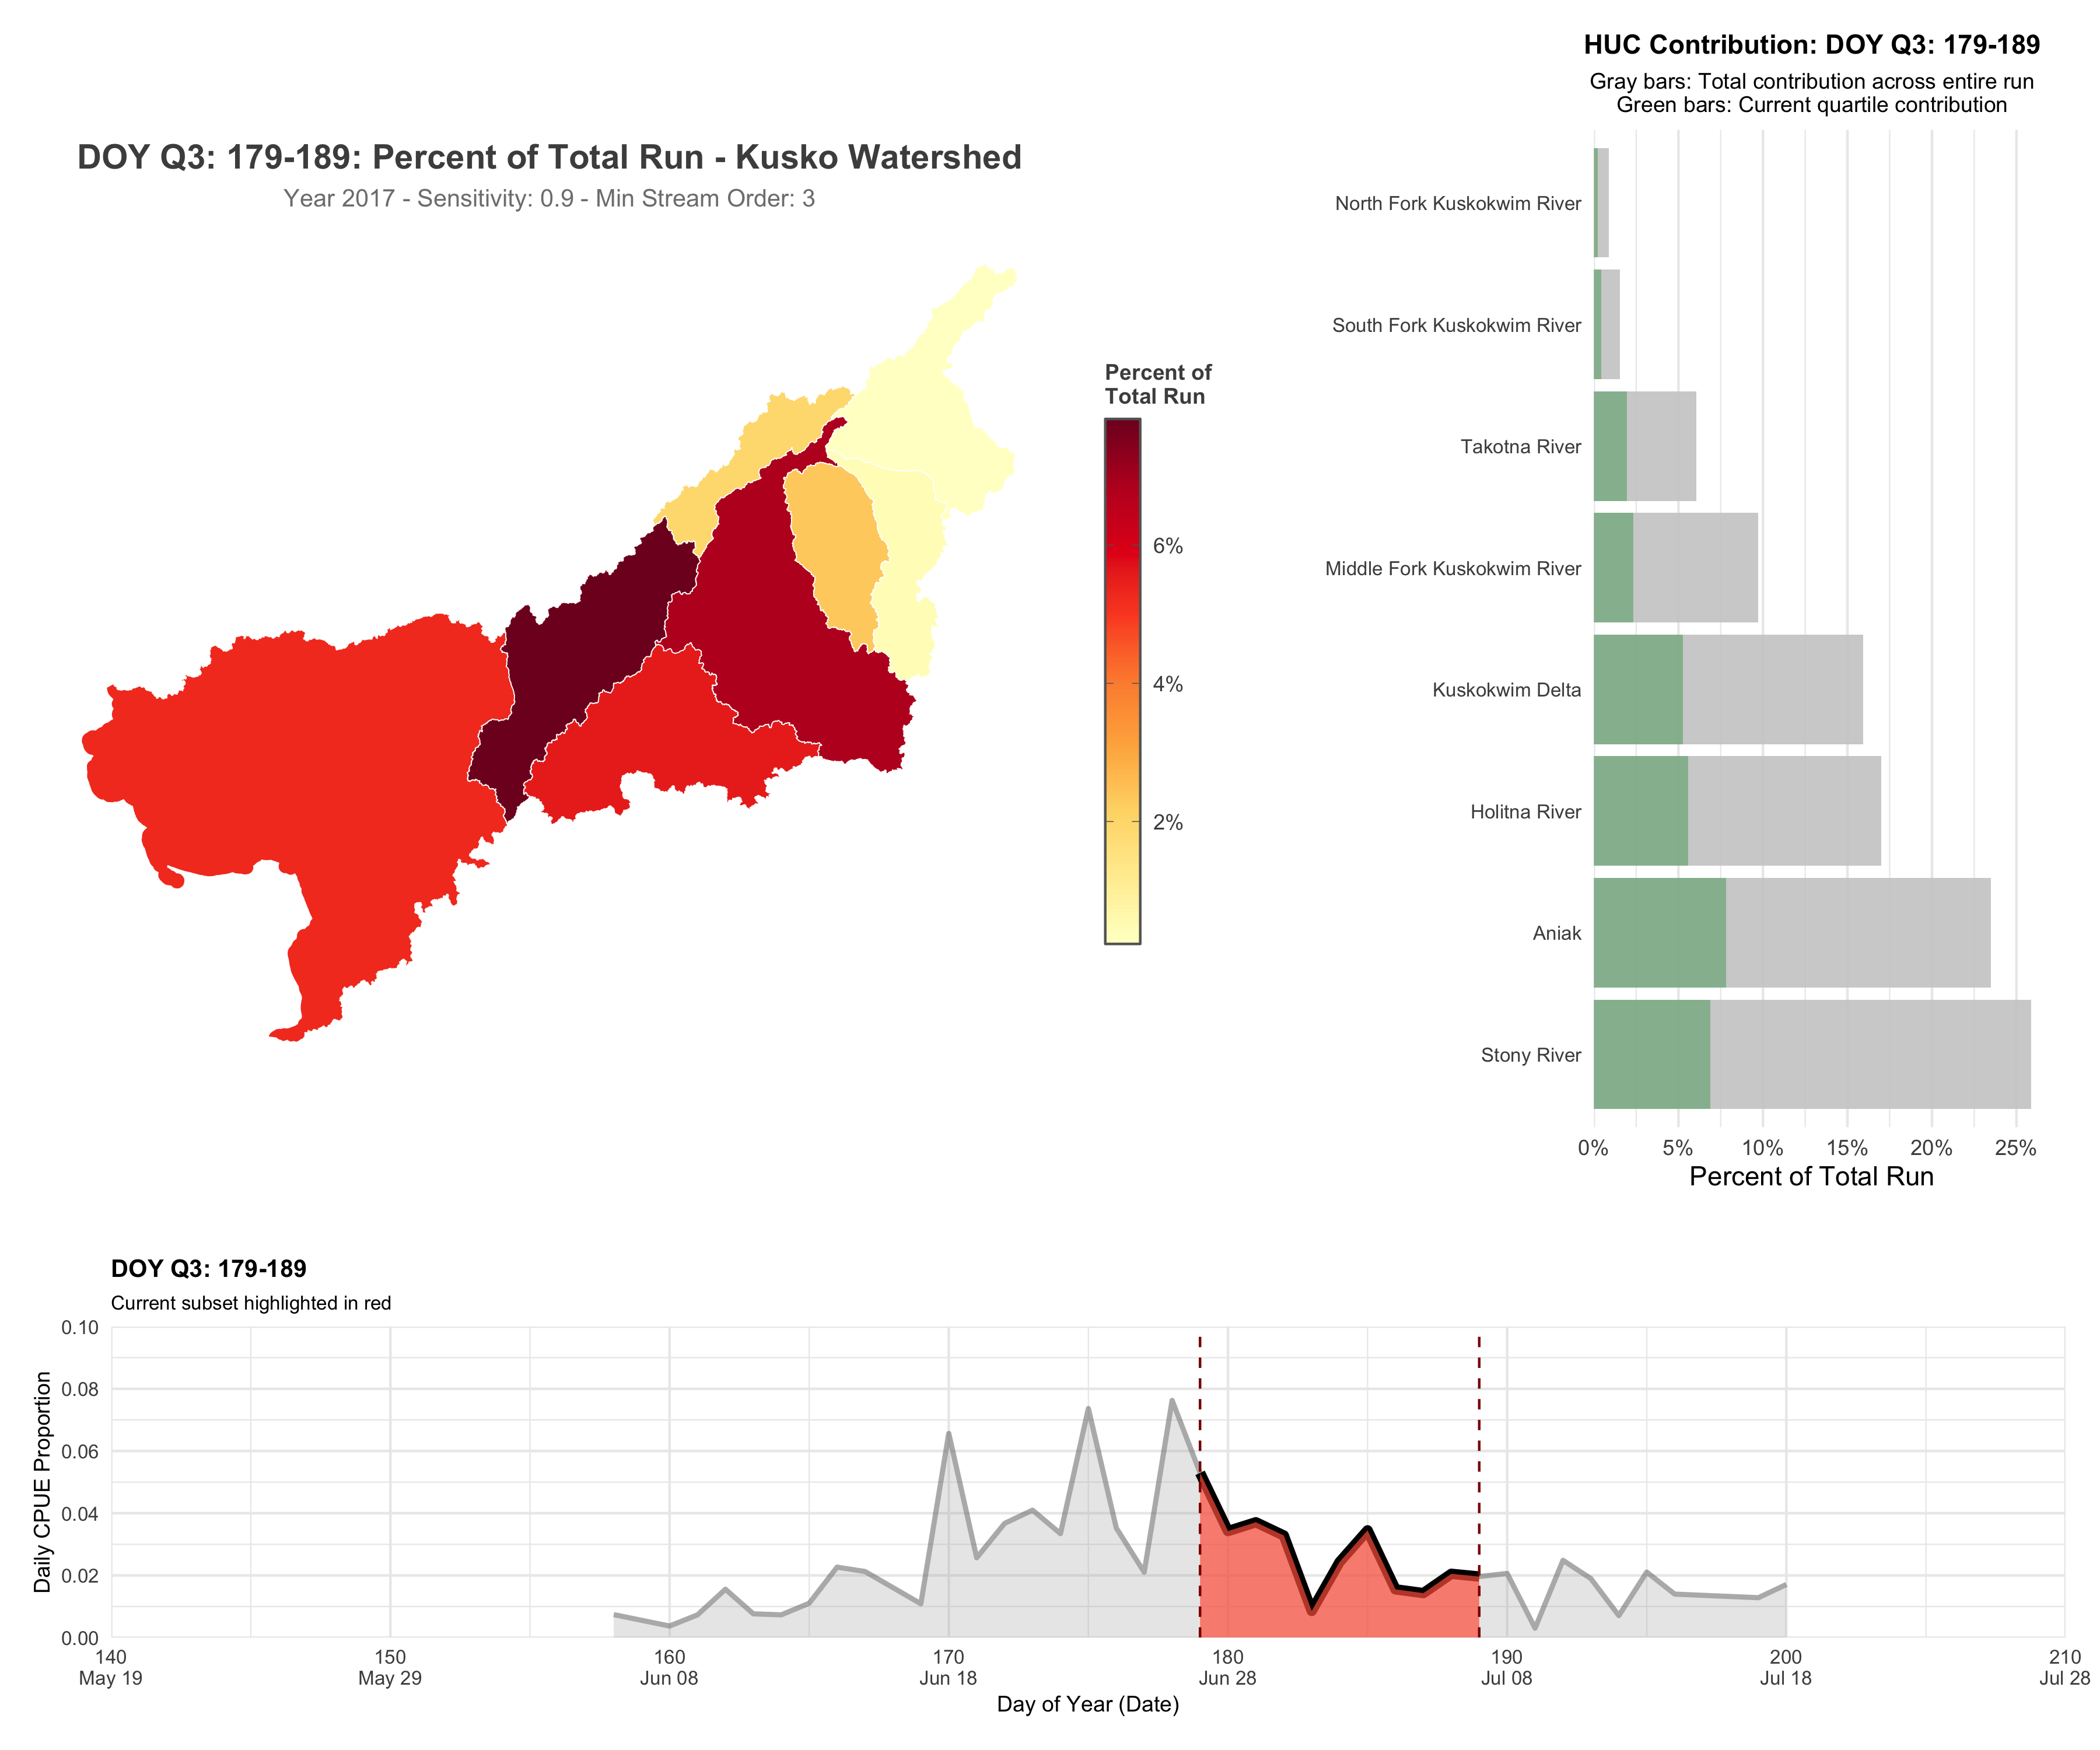 HUC Contribution: DOY Q3: 179-189
Gray bars: Total contribution across entire run
Green bars: Current quartile contribution
DOY Q3: 179-189: Percent of Total Run - Kusko Watershed
Year 2017 - Sensitivity: 0.9 - Min Stream Order: 3
Percent of
Total Run
6%
4%
2%
North Fork Kuskokwim River
South Fork Kuskokwim River
Takotna River
Middle Fork Kuskokwim River
Kuskokwim Delta
Holitna River
Aniak
Stony River
0% 5% 10% 15% 20% 25%
Percent of Total Run
DOY Q3: 179-189
Current subset highlighted in red
Daily CPUE Proportion
0.10
0.08
0.06
0.04
0.02
0.00
140 150 160 170 180 190 200 210
May 19 May 29 Jun 08 Jun 18 Jun 28 Jul 08 Jul 18 Jul 28
Day of Year (Date)